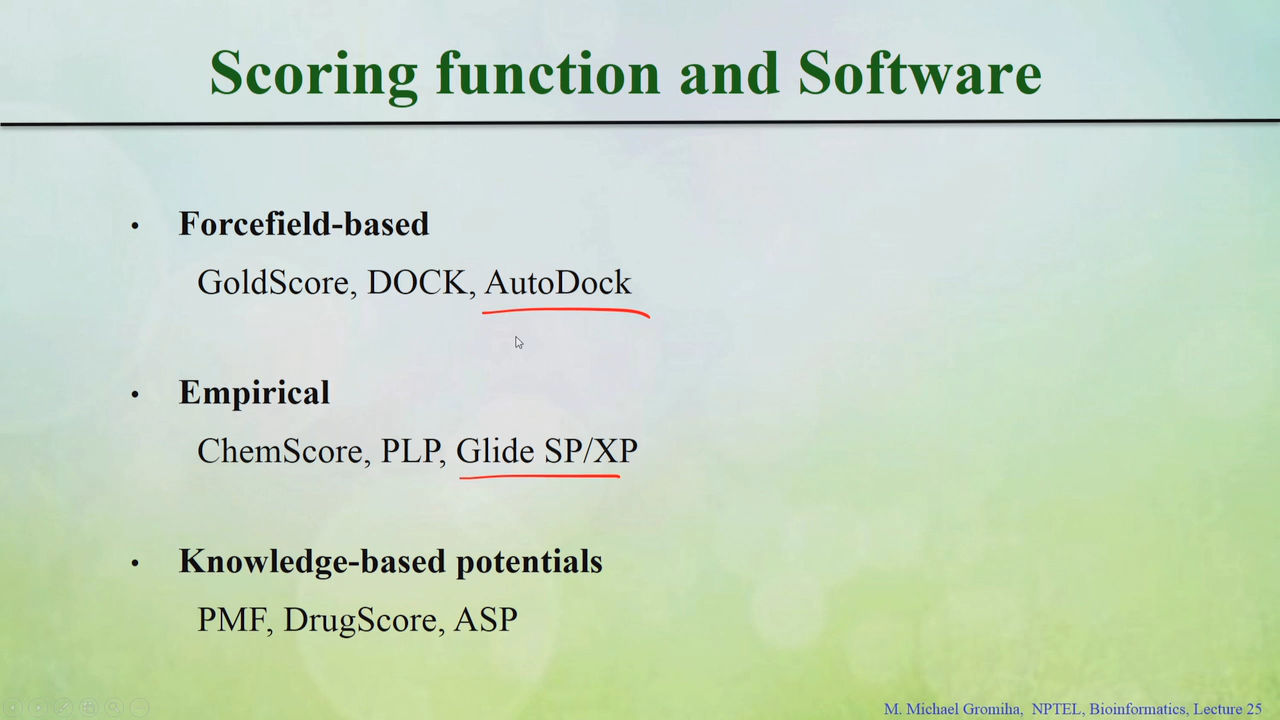 Scoring function and Software
• Forcefield-based
GoldScore, DOCK, AutoDock
• Empirical
ChemScore, PLP, Glide SP/XP
• Knowledge-based potentials
PMF, DrugScore, ASP
M. Michael Gromiha, NPTEL, Bioinformatics, Lecture 25